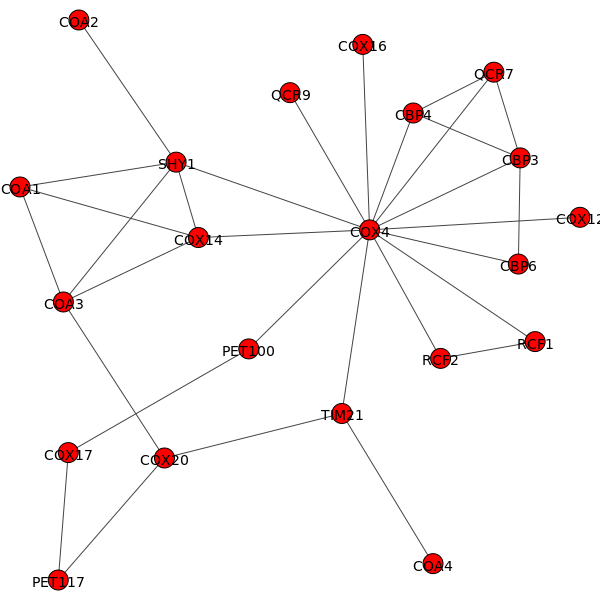 COA2
COX16
QCR7
QCR9
CBP4
CBP3
SHY1
COA1
COX12
COX14
COX4
CBP6
COA3
RCF1
PET100
RCF2
TIM21
COX17
COX20
COA4
PET117